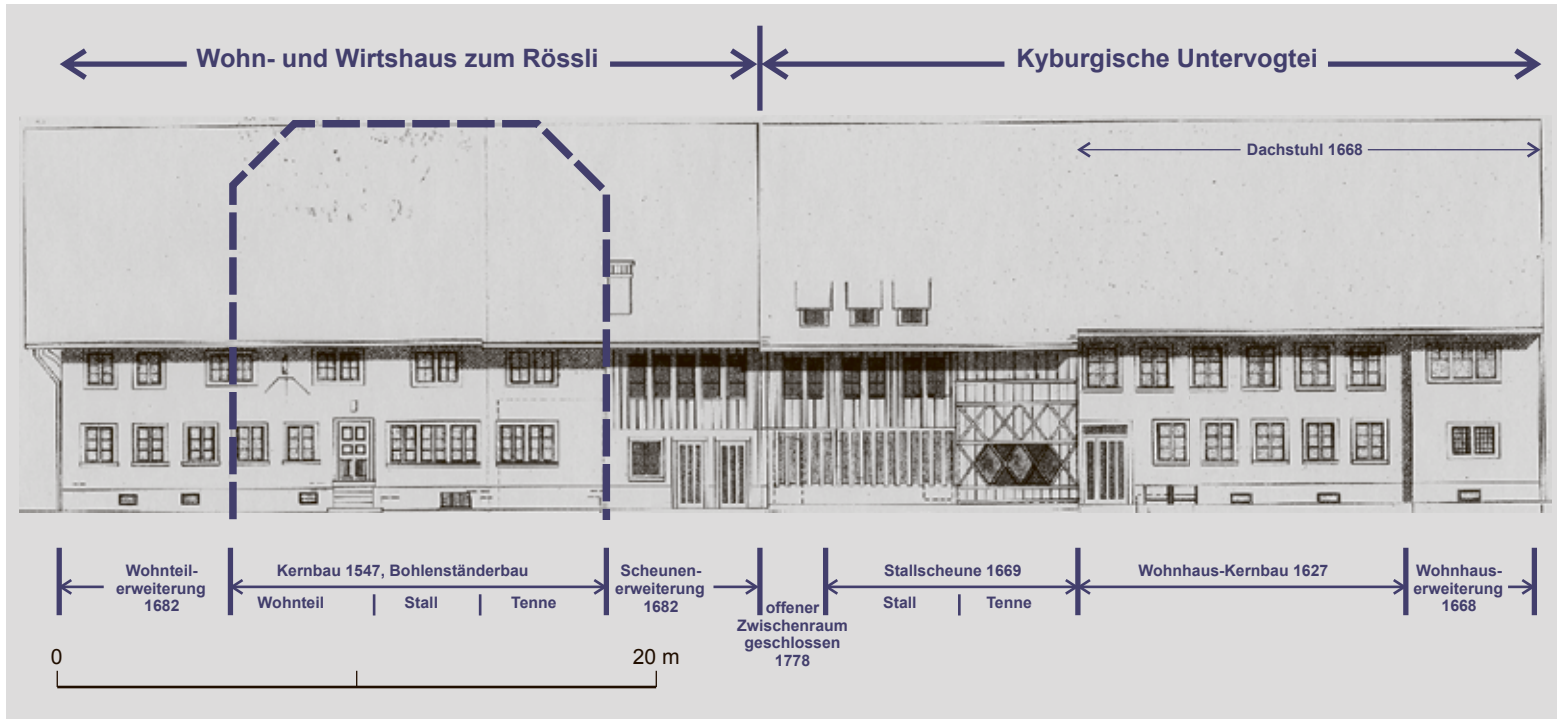 Wohn- und Wirtshaus zum Rössli
Kyburgische Untervogtei
Dachstuhl 1668
Wohnteil-
erweiterung
1682
Kernbau 1547, Bohlenständerbau
Wohnteil
Stall
Tenne
Scheunen-
erweiterung
1682
offener
Zwischenraum
geschlossen
1778
Stallscheune 1669
Stall
Tenne
Wohnhaus-Kernbau 1627
Wohnhaus-
erweiterung
1668
0
20 m